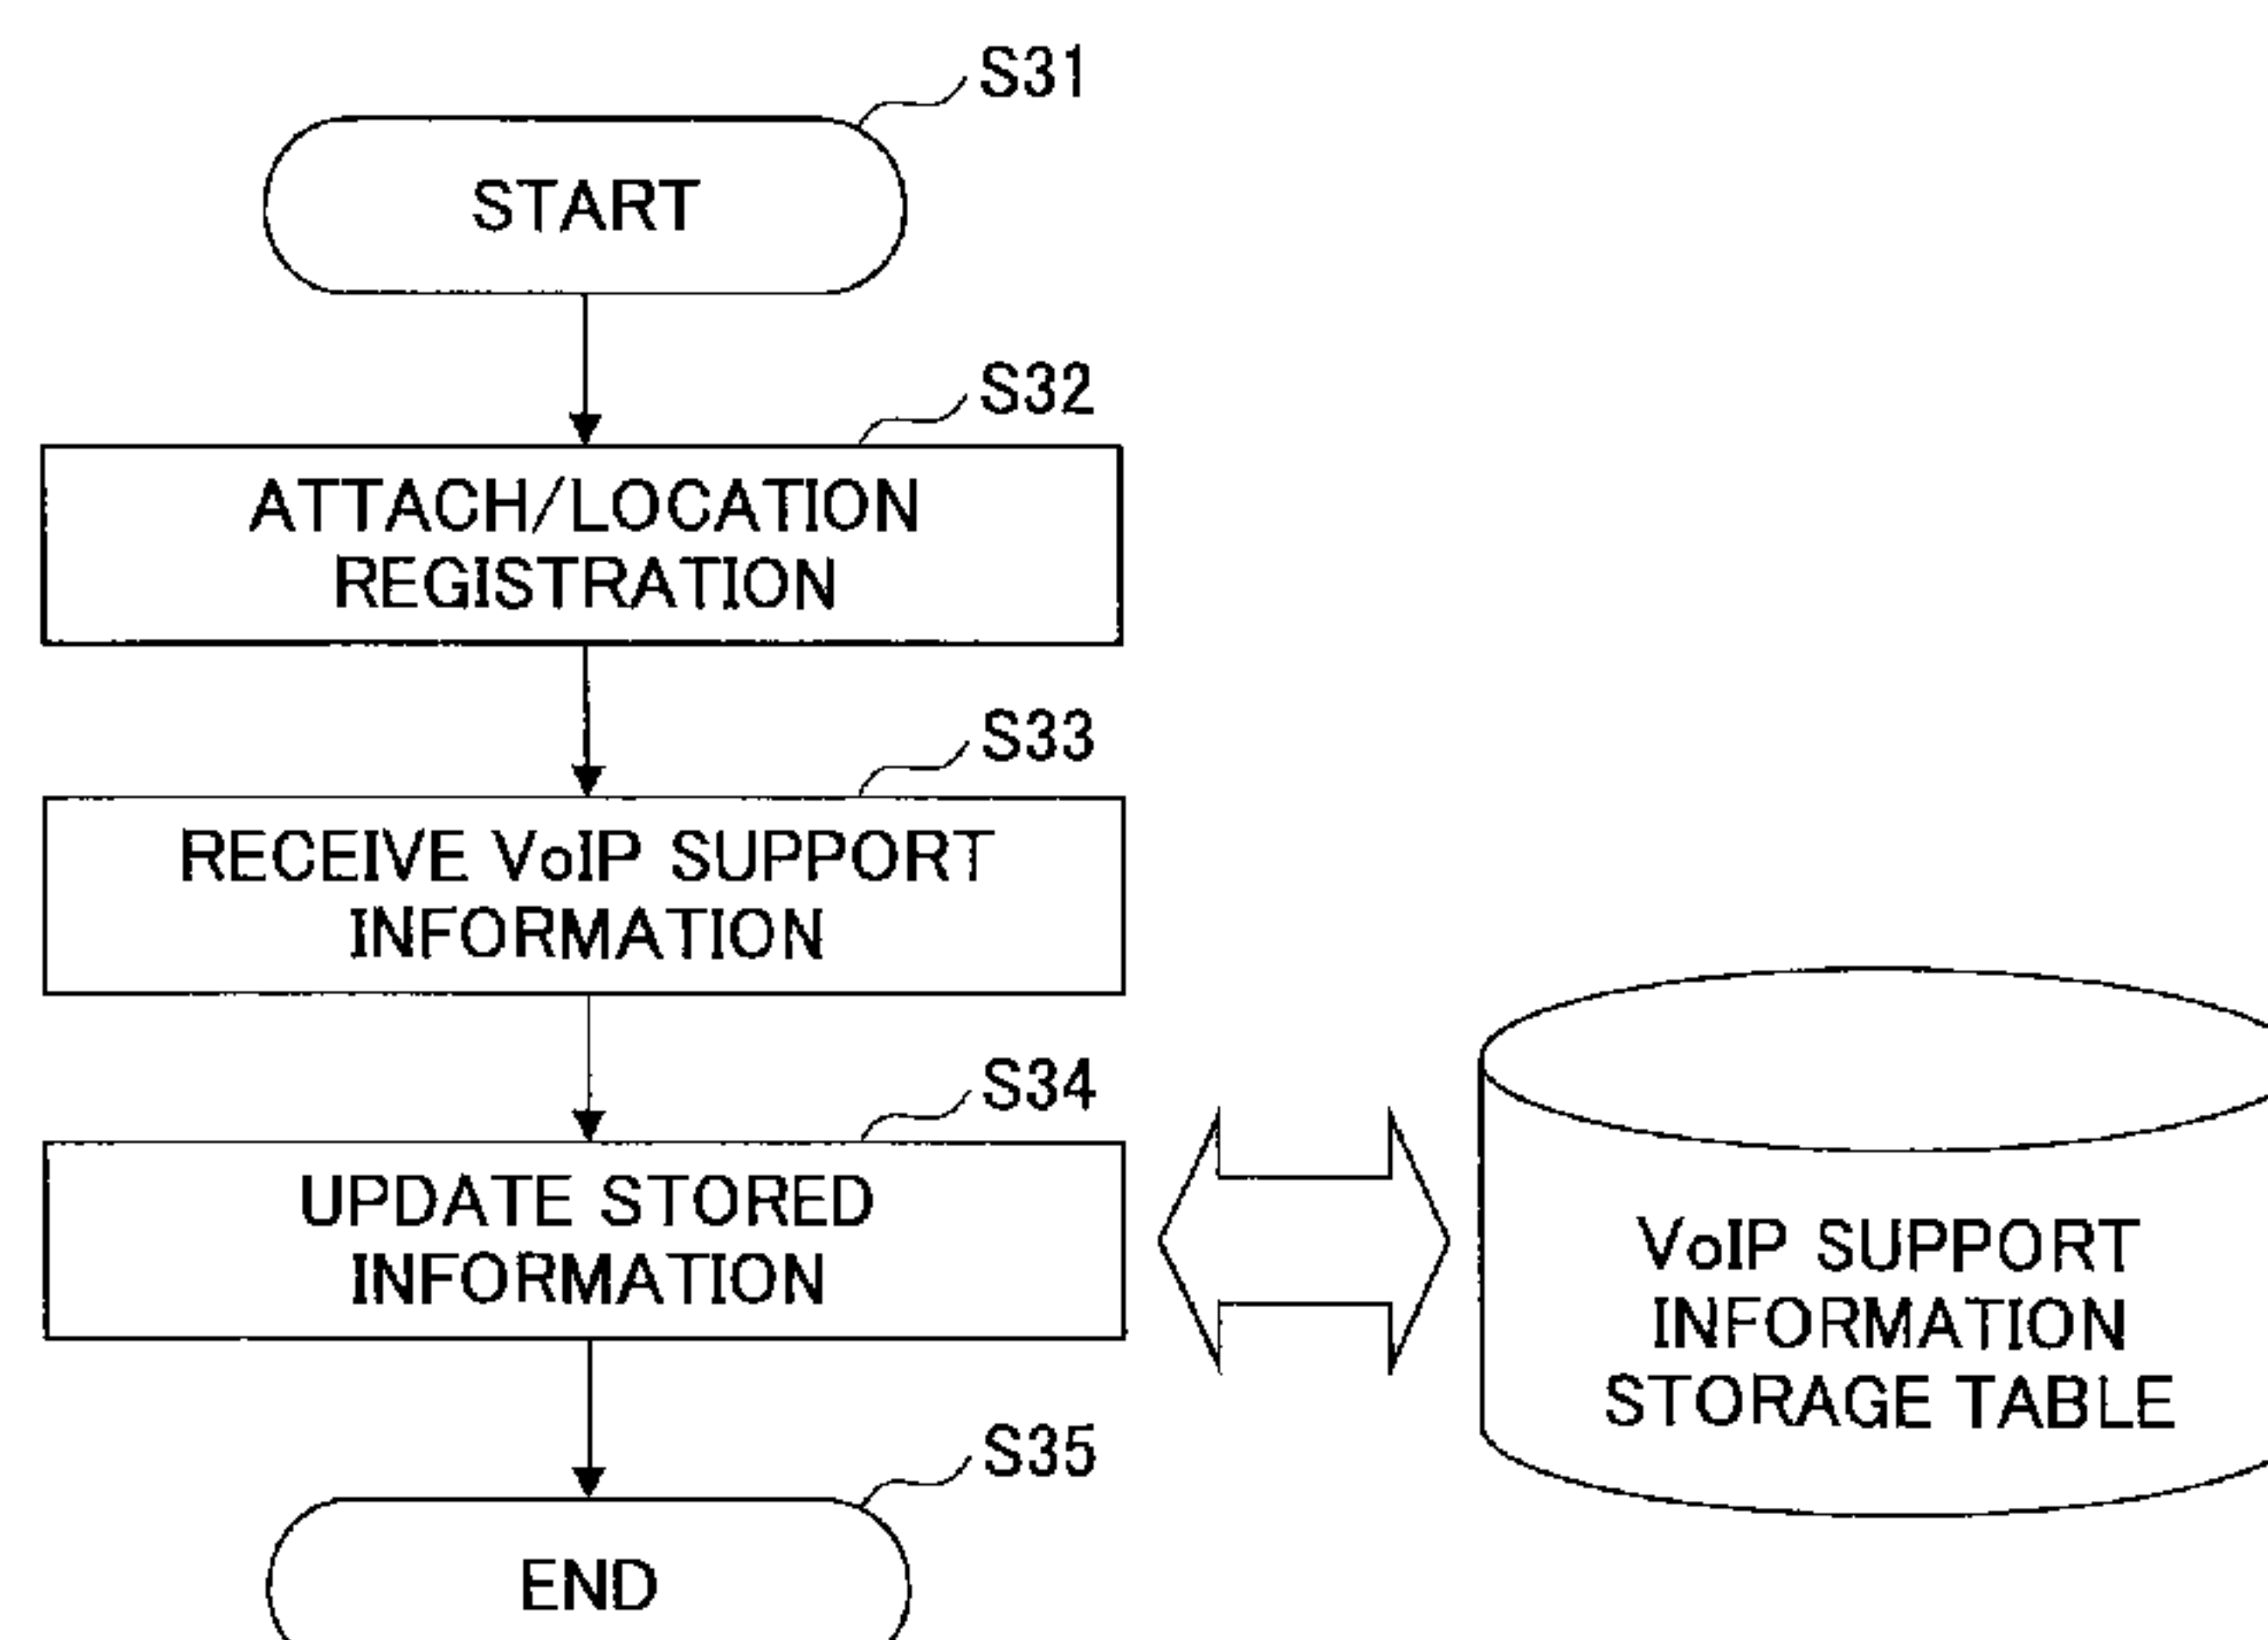 S31
START
S32
ATTACH/LOCATION
REGISTRATION
S33
RECEIVE VoIP SUPPORT
INFORMATION
S34
UPDATE STORED
INFORMATION
VoIP SUPPORT
INFORMATION
STORAGE TABLE
S35
END